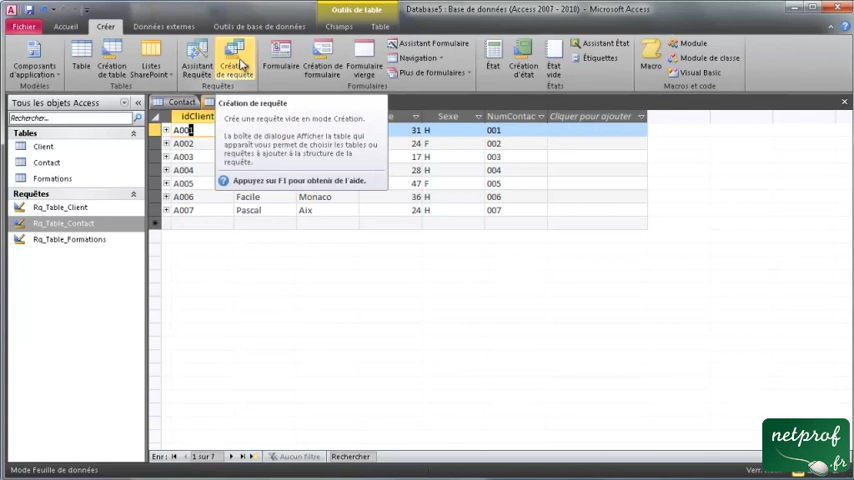 Outils de table
Database5 : Base de données (Access 2007 - 2010) - Microsoft Access
Fichier Accueil Créer Données externes Outils de base de données Champs Table
Composants d'application
Modèles
Table
Création de table
Listes SharePoint
Tables
Assistant Requête
Création de requête
Requêtes
Formulaire
Création de formulaire
Formulaire vierge
Assistant Formulaire
Navigation
Plus de formulaires
Formulaires
État
Création d'état
État vide
Assistant État
Étiquettes
États
Macro
Module
Module de classe
Visual Basic
Macros et code
Tous les objets Access
Rechercher...
Tables
Client
Contact
Formations
Requêtes
Rq_Table_Client
Rq_Table_Contact
Rq_Table_Formations
Contact
idClient Sexe NumContac Cliquer pour ajouter
A001 31 H 001
A002 24 F 002
A003 17 H 003
A004 28 H 004
A005 47 F 005
A006 Facile Monaco 36 H 006
A007 Pascal Aix 24 H 007
Création de requête
Crée une requête vide en mode Création.
La boîte de dialogue Afficher la table qui
apparaît vous permet de choisir les tables ou
requêtes à ajouter à la structure de la
requête.
Appuyez sur F1 pour obtenir de l'aide.
Enr : 1 sur 7 Aucun filtre Rechercher
Mode Feuille de données
Verr.
netprof
.fr